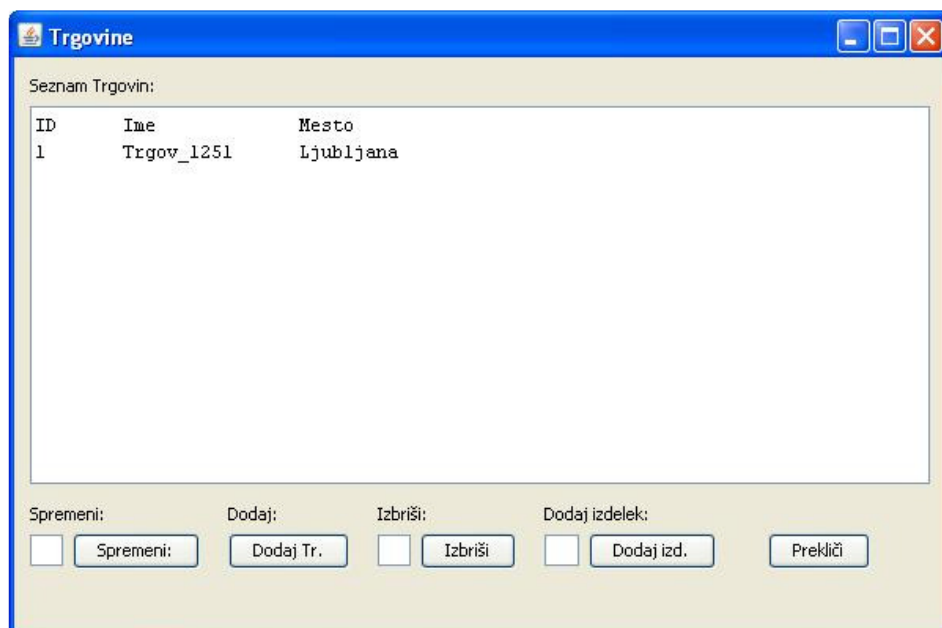 Trgovine
Seznam Trgovin:
ID Ime Mesto
1 Trgov_1251 Ljubljana
Spremeni: Dodaj: Izbriši: Dodaj izdelek:
Spremeni: Dodaj Tr. Izbriši Dodaj izd. Prekliči